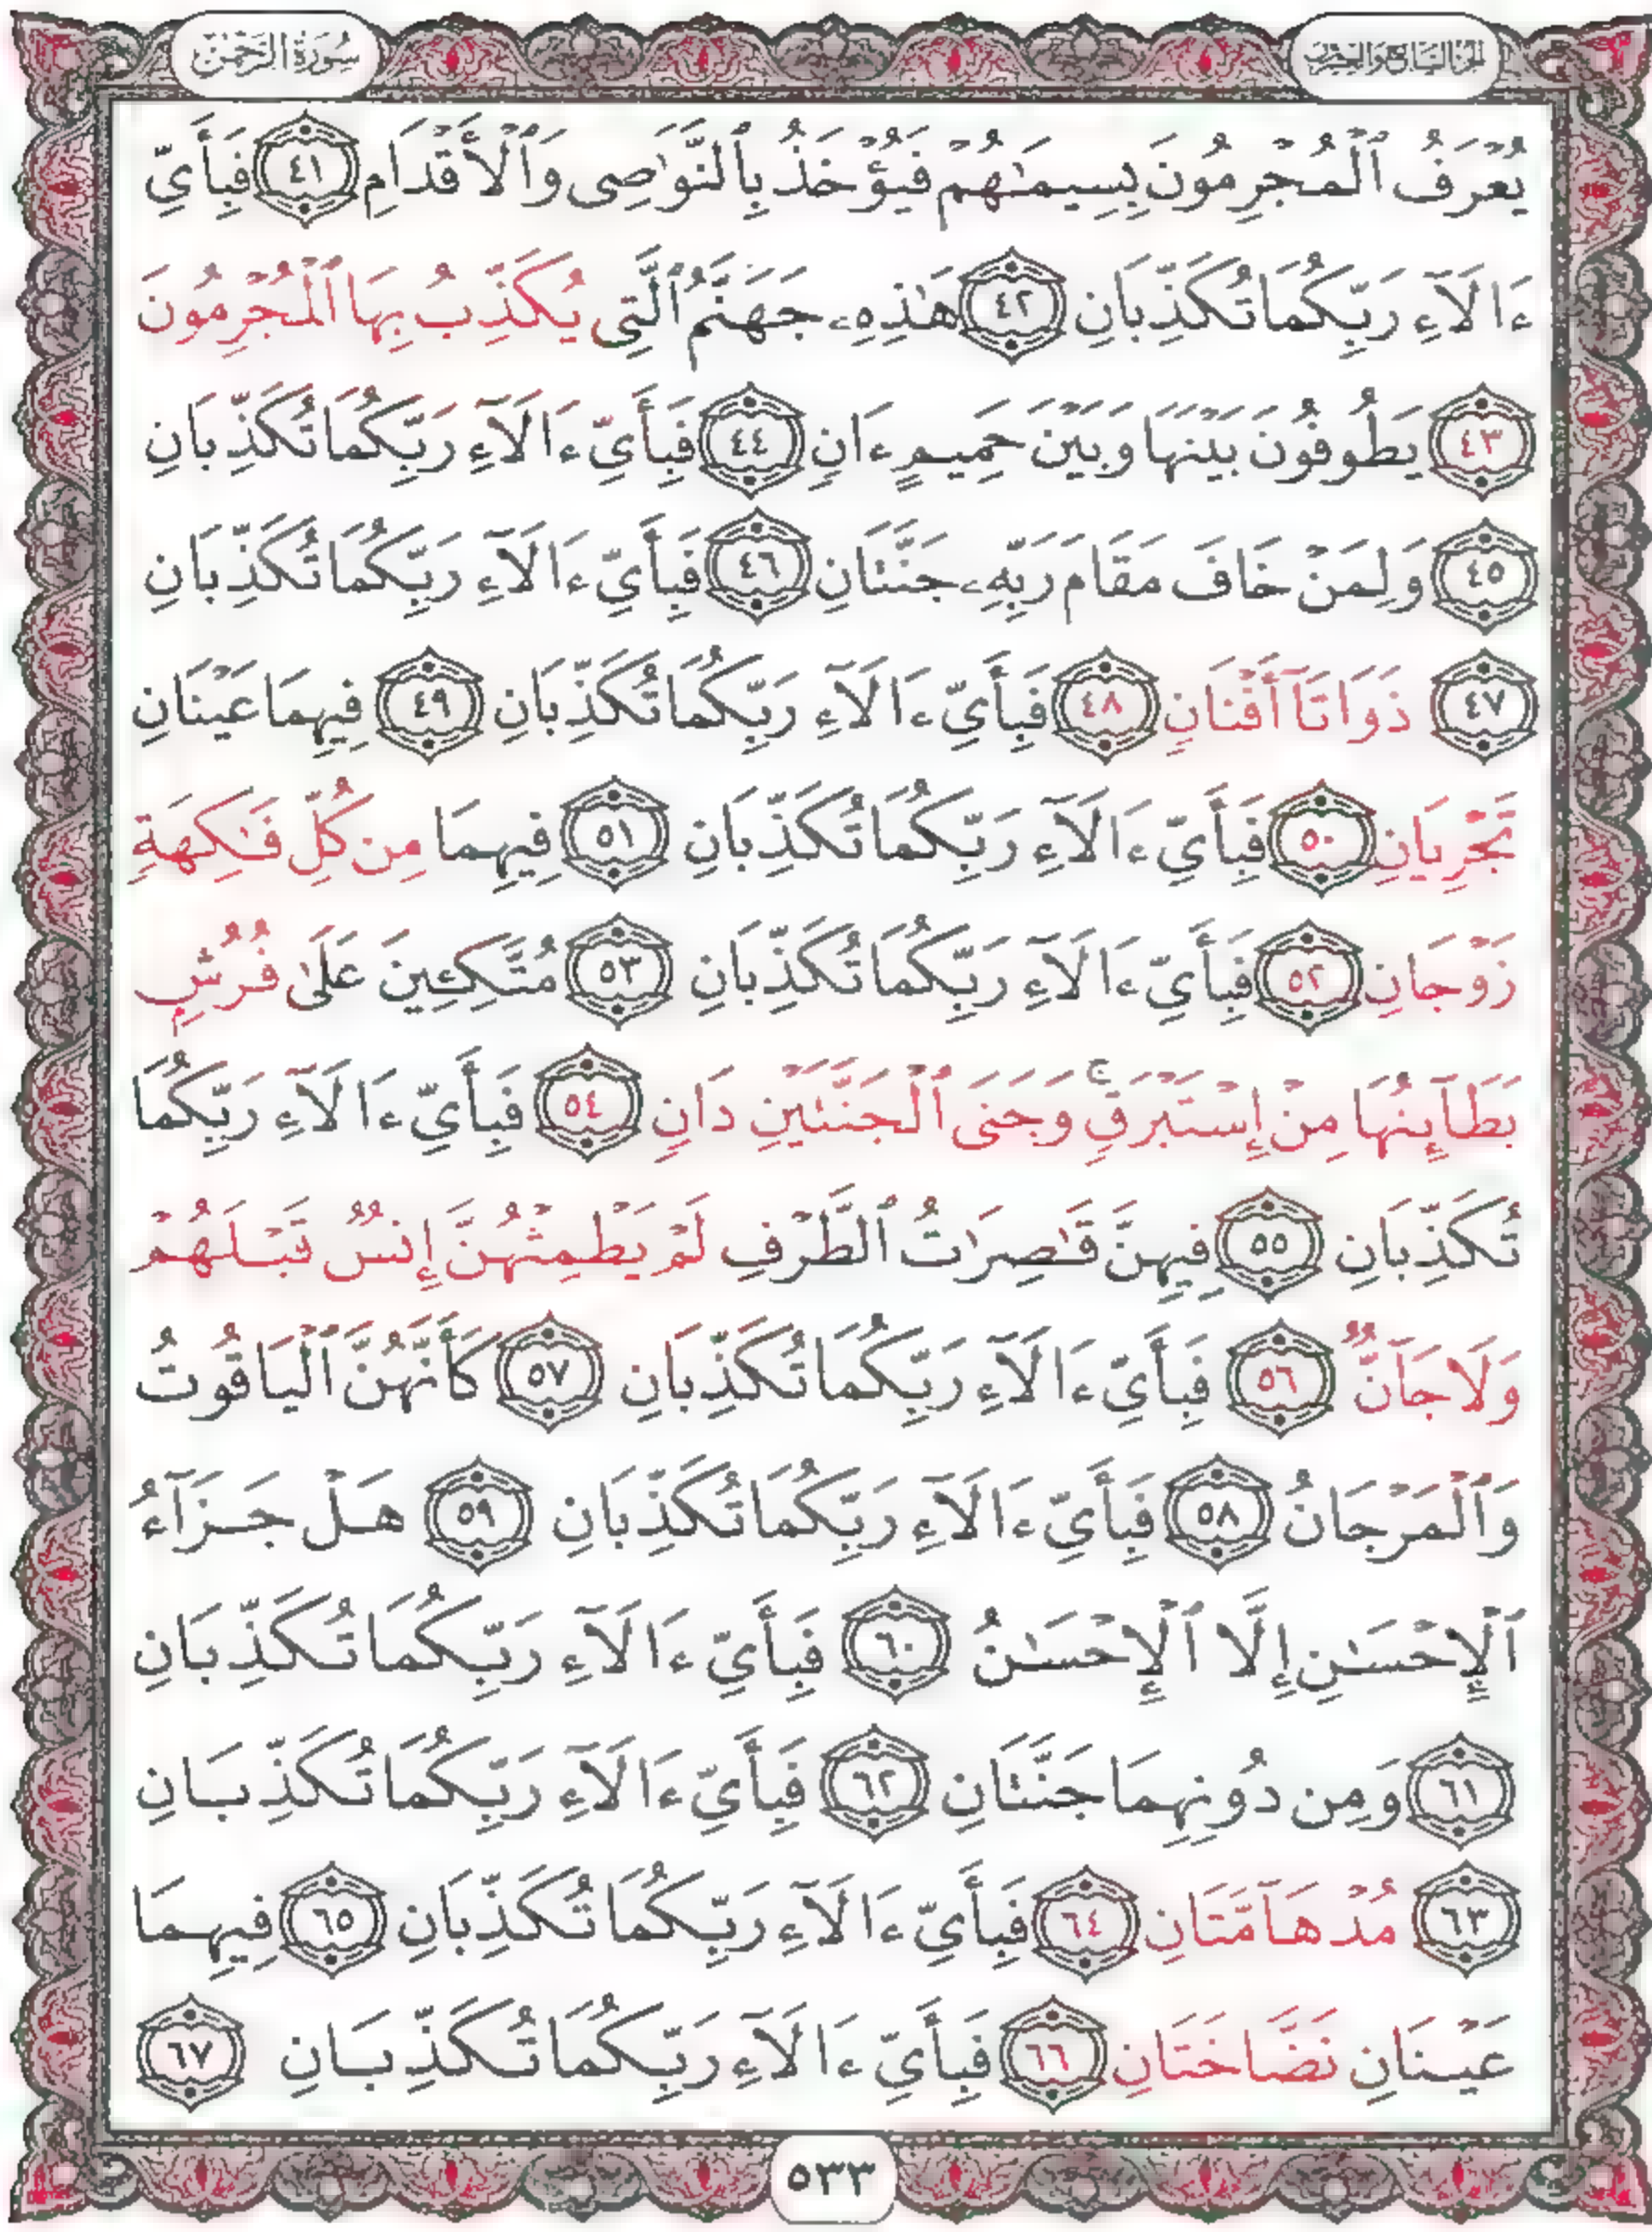 الجزء السابع والعشرون
سُورَةُ الرَّحْمَٰن
يُعْرَفُ ٱلْمُجْرِمُونَ بِسِيمَٰهُمْ فَيُؤْخَذُ بِٱلنَّوَٰصِى وَٱلْأَقْدَامِ ٤١ فَبِأَىِّ
ءَالَآءِ رَبِّكُمَا تُكَذِّبَانِ ٤٢ هَٰذِهِۦ جَهَنَّمُ ٱلَّتِى يُكَذِّبُ بِهَا ٱلْمُجْرِمُونَ
٤٣ يَطُوفُونَ بَيْنَهَا وَبَيْنَ حَمِيمٍ ءَانٍ ٤٤ فَبِأَىِّ ءَالَآءِ رَبِّكُمَا تُكَذِّبَانِ
٤٥ وَلِمَنْ خَافَ مَقَامَ رَبِّهِۦ جَنَّتَانِ ٤٦ فَبِأَىِّ ءَالَآءِ رَبِّكُمَا تُكَذِّبَانِ
٤٧ ذَوَاتَآ أَفْنَانٍ ٤٨ فَبِأَىِّ ءَالَآءِ رَبِّكُمَا تُكَذِّبَانِ ٤٩ فِيهِمَا عَيْنَانِ
تَجْرِيَانِ ٥٠ فَبِأَىِّ ءَالَآءِ رَبِّكُمَا تُكَذِّبَانِ ٥١ فِيهِمَا مِن كُلِّ فَٰكِهَةٍ
زَوْجَانِ ٥٢ فَبِأَىِّ ءَالَآءِ رَبِّكُمَا تُكَذِّبَانِ ٥٣ مُتَّكِـِٔينَ عَلَىٰ فُرُشٍۭ
بَطَآئِنُهَا مِنْ إِسْتَبْرَقٍ ۚ وَجَنَى ٱلْجَنَّتَيْنِ دَانٍ ٥٤ فَبِأَىِّ ءَالَآءِ رَبِّكُمَا
تُكَذِّبَانِ ٥٥ فِيهِنَّ قَٰصِرَٰتُ ٱلطَّرْفِ لَمْ يَطْمِثْهُنَّ إِنسٌ قَبْلَهُمْ
وَلَا جَآنٌّ ٥٦ فَبِأَىِّ ءَالَآءِ رَبِّكُمَا تُكَذِّبَانِ ٥٧ كَأَنَّهُنَّ ٱلْيَاقُوتُ
وَٱلْمَرْجَانُ ٥٨ فَبِأَىِّ ءَالَآءِ رَبِّكُمَا تُكَذِّبَانِ ٥٩ هَلْ جَزَآءُ
ٱلْإِحْسَٰنِ إِلَّا ٱلْإِحْسَٰنُ ٦٠ فَبِأَىِّ ءَالَآءِ رَبِّكُمَا تُكَذِّبَانِ
٦١ وَمِن دُونِهِمَا جَنَّتَانِ ٦٢ فَبِأَىِّ ءَالَآءِ رَبِّكُمَا تُكَذِّبَانِ
٦٣ مُدْهَآمَّتَانِ ٦٤ فَبِأَىِّ ءَالَآءِ رَبِّكُمَا تُكَذِّبَانِ ٦٥ فِيهِمَا
عَيْنَانِ نَضَّاخَتَانِ ٦٦ فَبِأَىِّ ءَالَآءِ رَبِّكُمَا تُكَذِّبَانِ ٦٧
٥٣٣